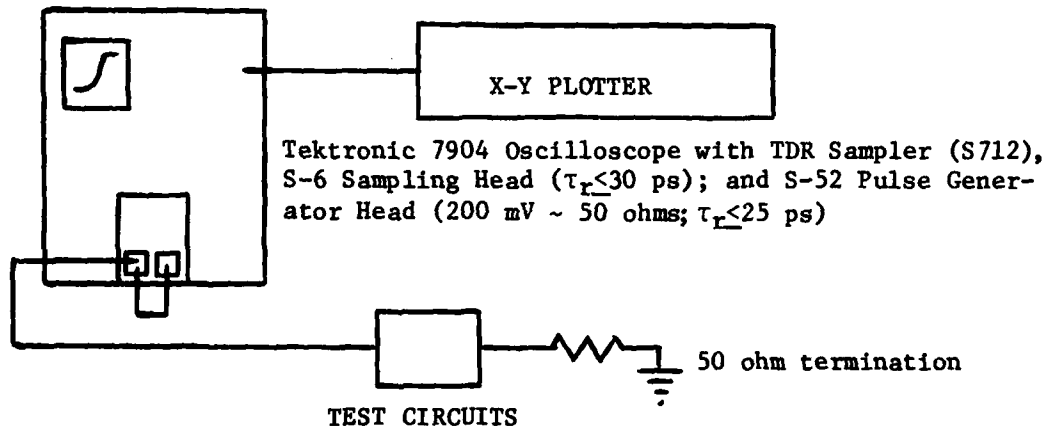 X-Y PLOTTER
Tektronic 7904 Oscilloscope with TDR Sampler (S712),
S-6 Sampling Head (τr≤30 ps); and S-52 Pulse Gener-
ator Head (200 mV ~ 50 ohms; τr≤25 ps)
50 ohm termination
TEST CIRCUITS